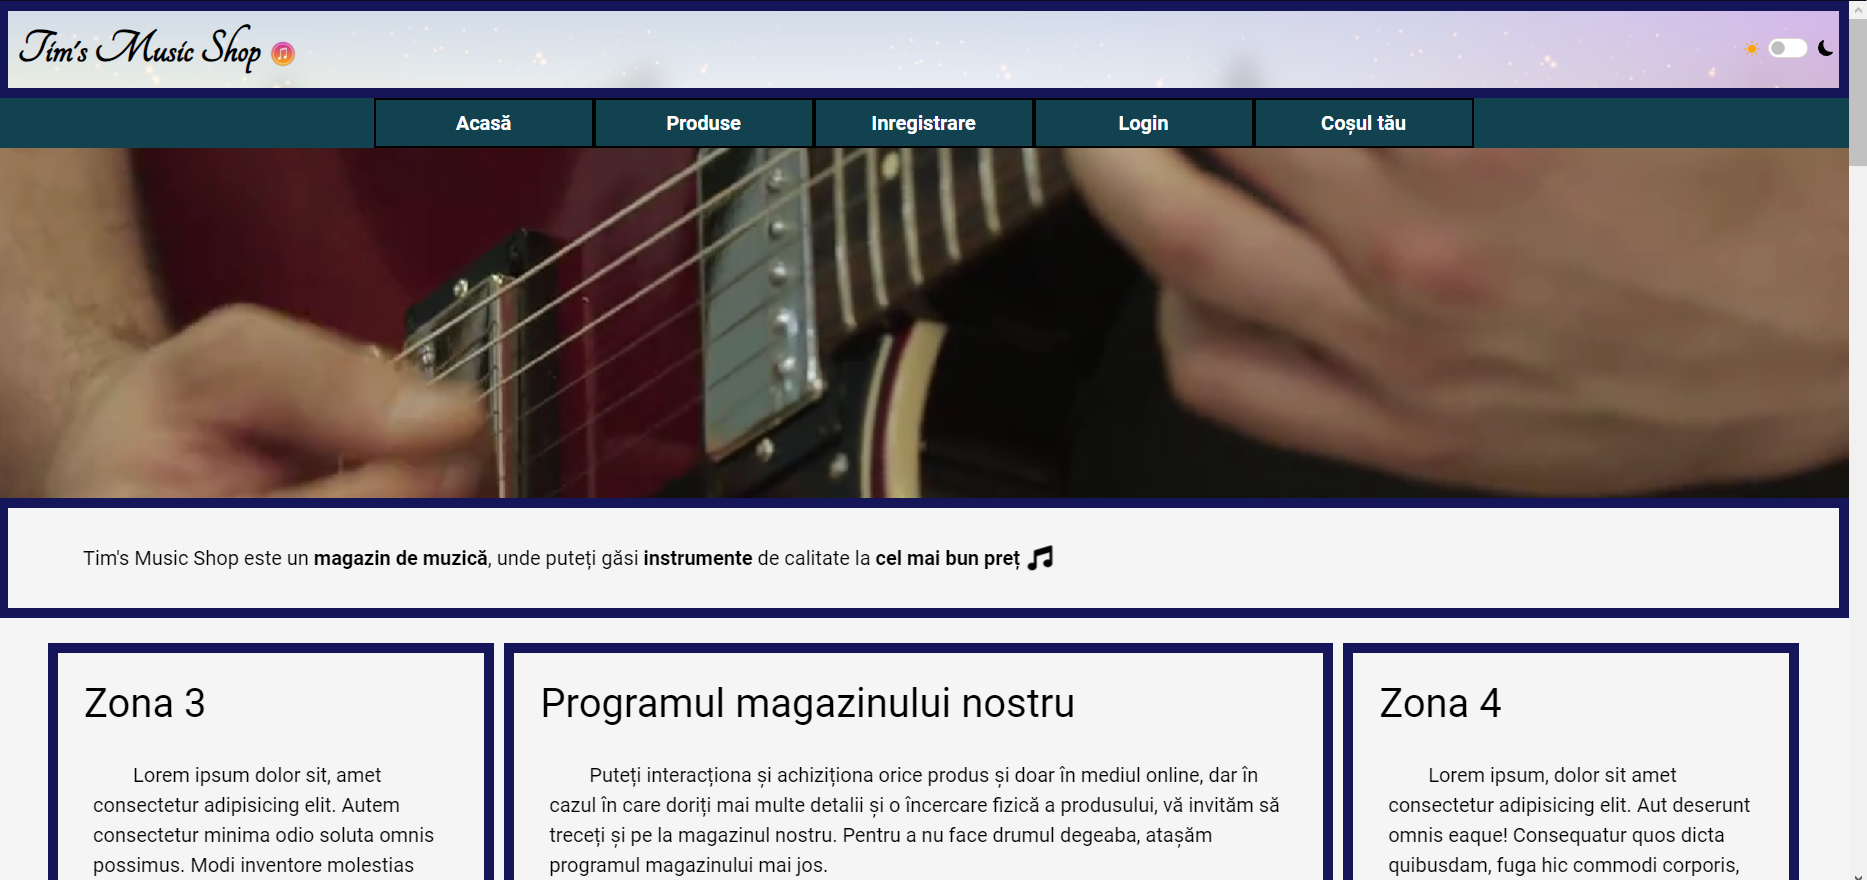 Tim's Music Shop
Acasă
Produse
Inregistrare
Login
Coșul tău
Tim's Music Shop este un magazin de muzică, unde puteți găsi instrumente de calitate la cel mai bun preț
Zona 3
Lorem ipsum dolor sit, amet
consectetur adipisicing elit. Autem
consectetur minima odio soluta omnis
possimus. Modi inventore molestias
Programul magazinului nostru
Puteți interacționa și achiziționa orice produs și doar în mediul online, dar în
cazul în care doriți mai multe detalii și o încercare fizică a produsului, vă invităm să
treceți și pe la magazinul nostru. Pentru a nu face drumul degeaba, atașăm
programul magazinului mai jos.
Zona 4
Lorem ipsum, dolor sit amet
consectetur adipisicing elit. Aut deserunt
omnis eaque! Consequatur quos dicta
quibusdam, fuga hic commodi corporis,